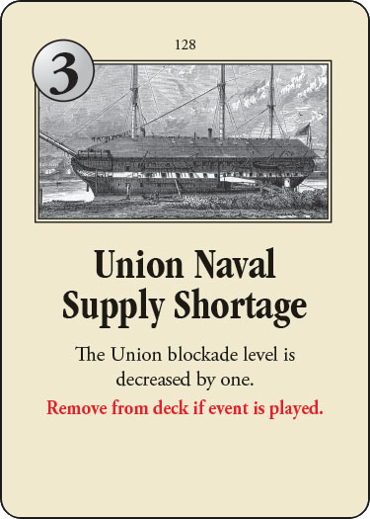 128
3
Union Naval
Supply Shortage
The Union blockade level is
decreased by one.
Remove from deck if event is played.